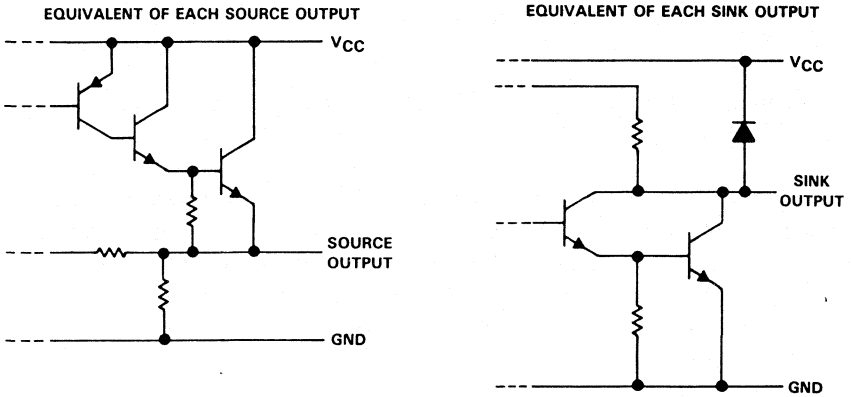 EQUIVALENT OF EACH SOURCE OUTPUT
VCC
SOURCE
OUTPUT
GND
EQUIVALENT OF EACH SINK OUTPUT
VCC
SINK
OUTPUT
GND